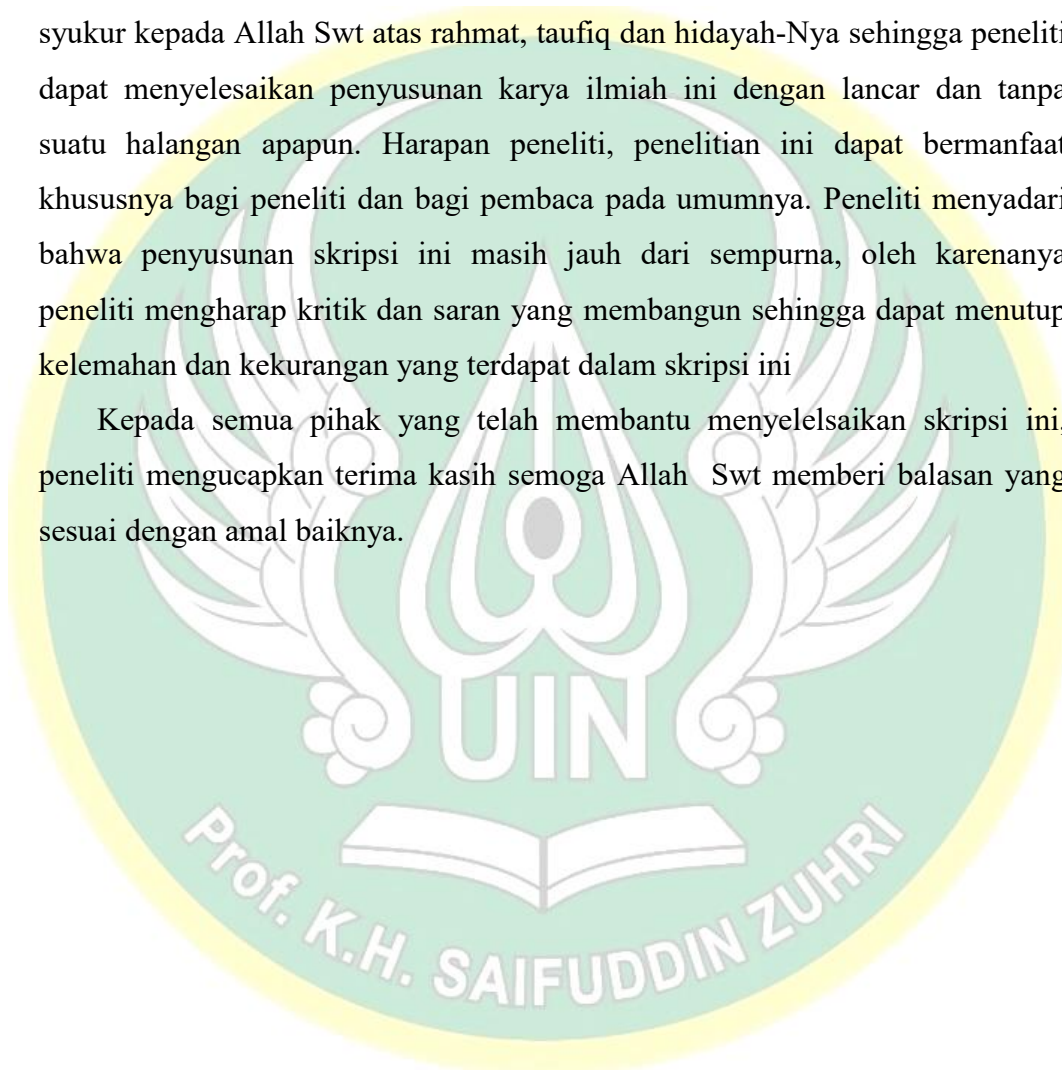 syukur kepada Allah Swt atas rahmat, taufiq dan hidayah-Nya sehingga peneliti
dapat menyelesaikan penyusunan karya ilmiah ini dengan lancar dan tanpa
suatu halangan apapun. Harapan peneliti, penelitian ini dapat bermanfaat
khususnya bagi peneliti dan bagi pembaca pada umumnya. Peneliti menyadari
bahwa penyusunan skripsi ini masih jauh dari sempurna, oleh karenanya
peneliti mengharap kritik dan saran yang membangun sehingga dapat menutup
kelemahan dan kekurangan yang terdapat dalam skripsi ini
Kepada semua pihak yang telah membantu menyelelsaikan skripsi ini,
peneliti mengucapkan terima kasih semoga Allah  Swt memberi balasan yang
sesuai dengan amal baiknya.
UIN
Prof. K.H. SAIFUDDIN ZUHRI